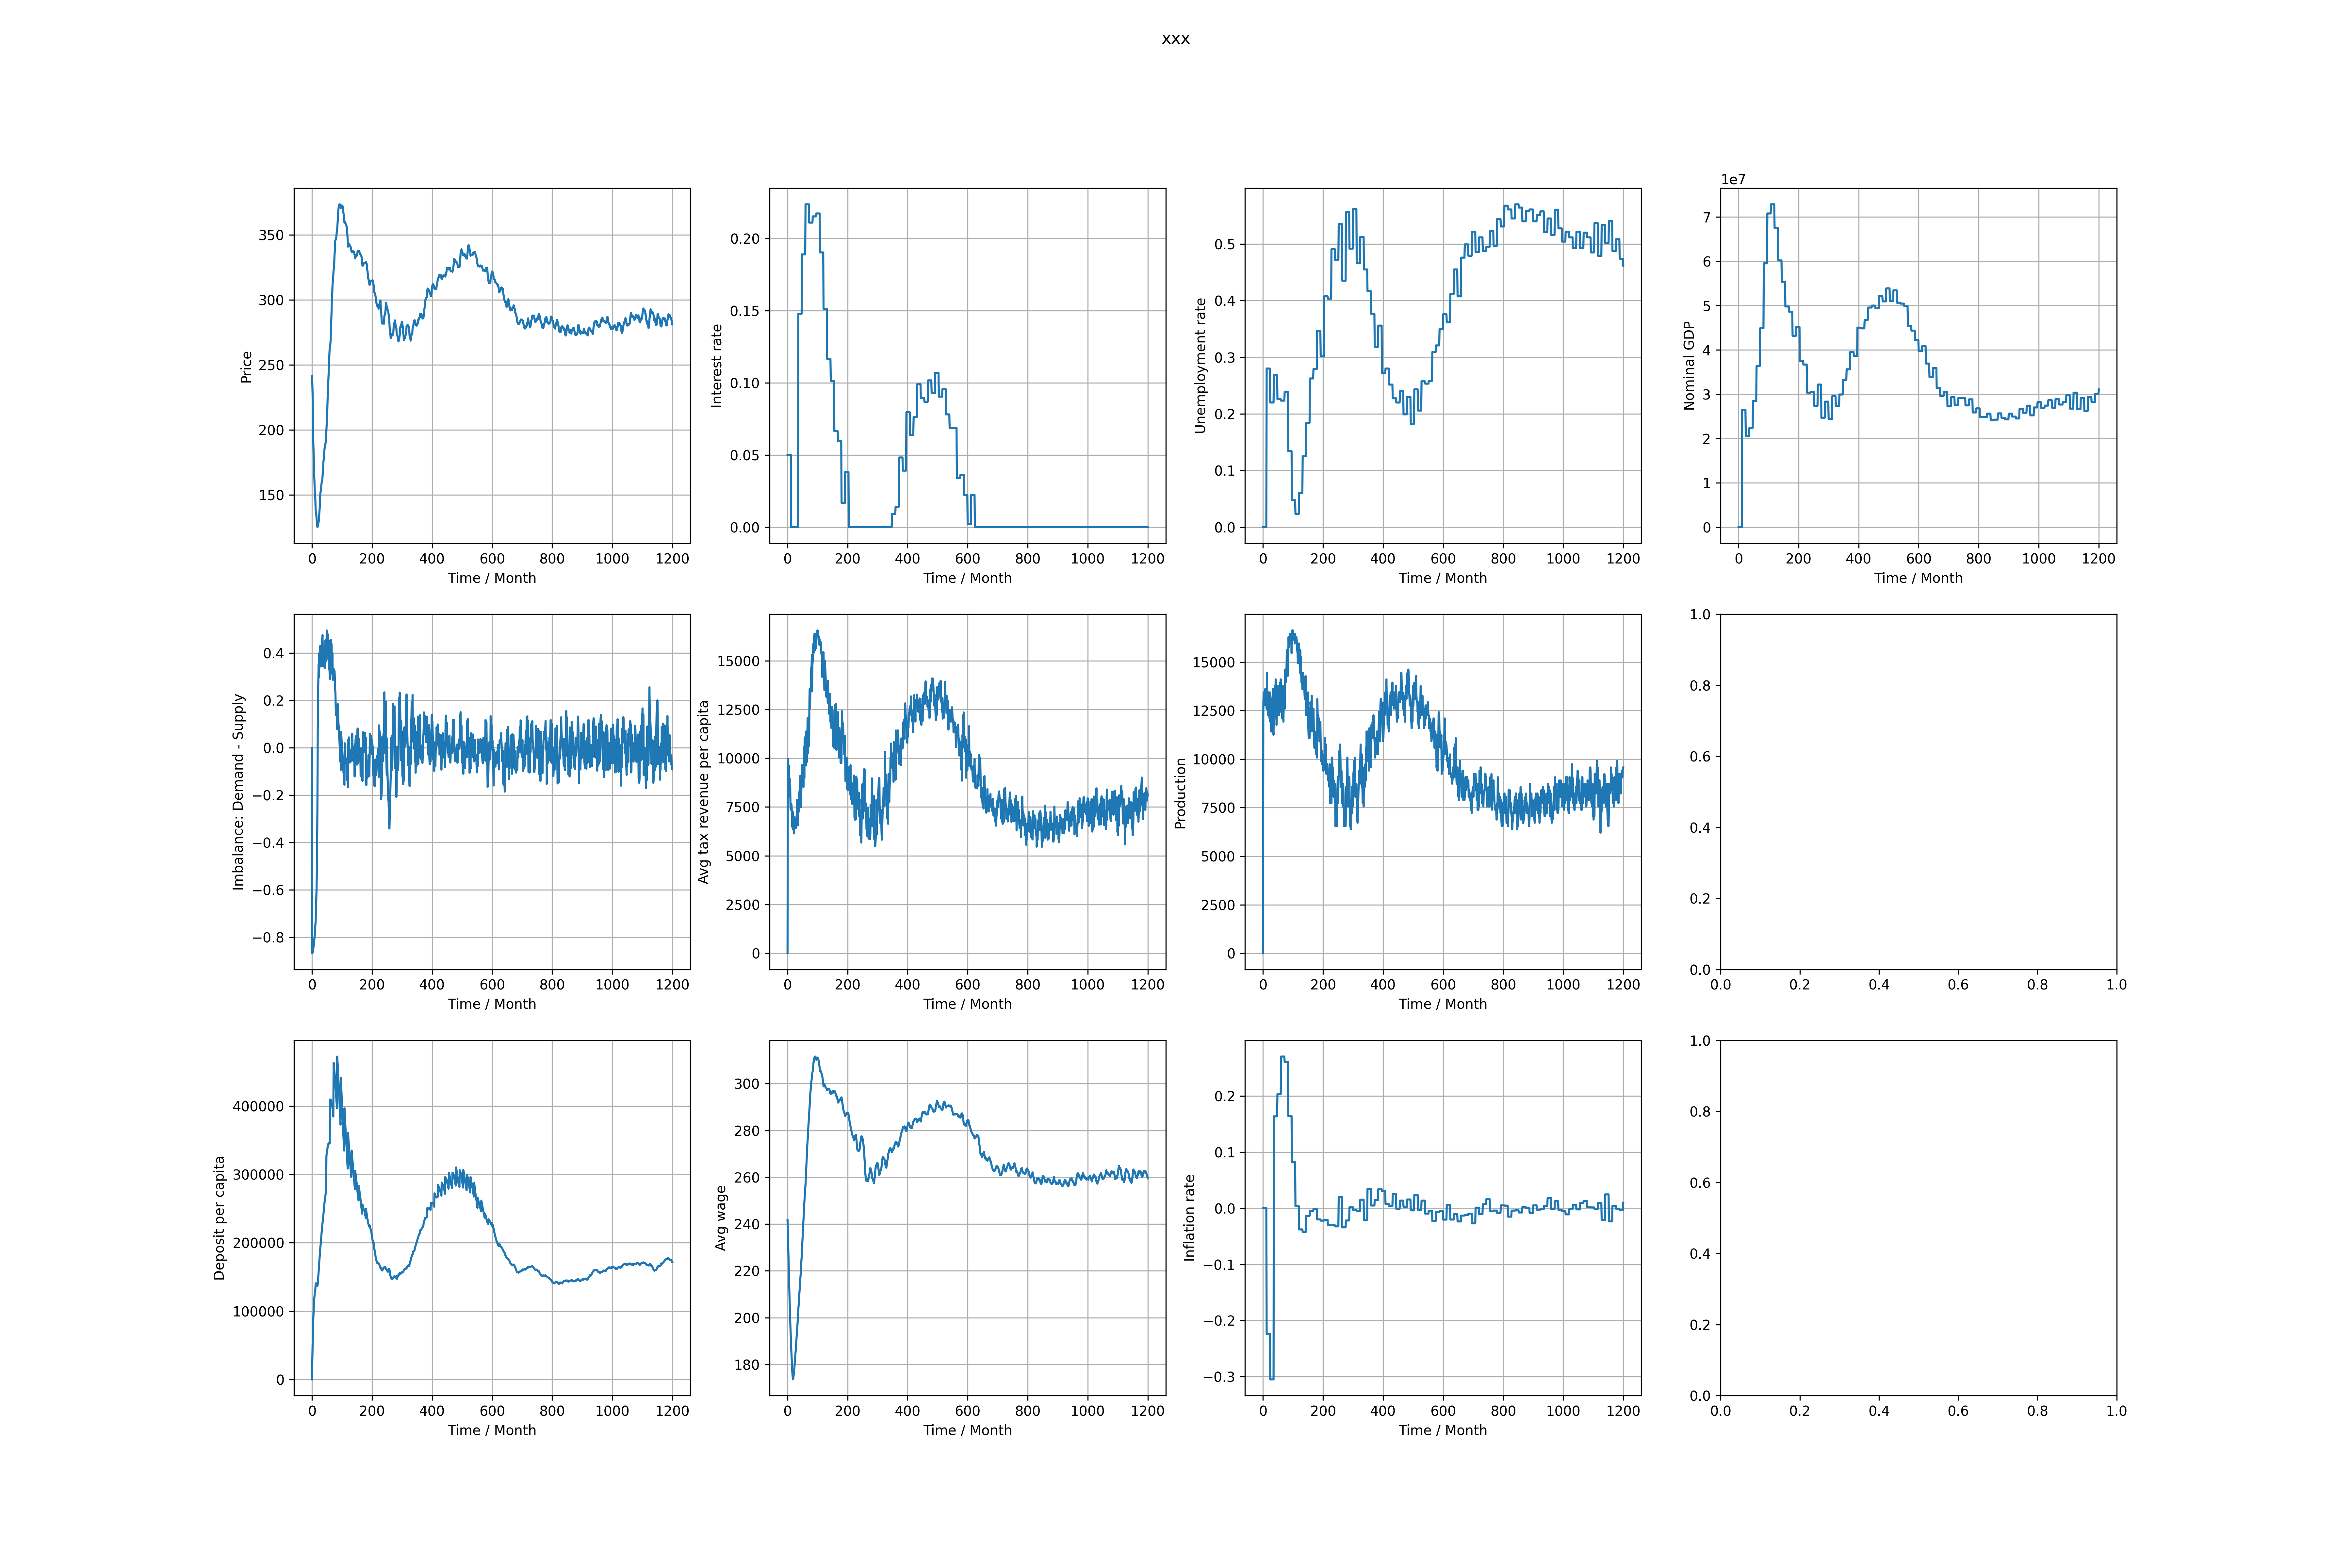 xxx
Price
350
300
250
200
150
0 200 400 600 800 1000 1200
Time / Month
Interest rate
0.20
0.15
0.10
0.05
0.00
0 200 400 600 800 1000 1200
Time / Month
Unemployment rate
0.5
0.4
0.3
0.2
0.1
0.0
0 200 400 600 800 1000 1200
Time / Month
1e7
Nominal GDP
7
6
5
4
3
2
1
0
0 200 400 600 800 1000 1200
Time / Month
Imbalance: Demand - Supply
0.4
0.2
0.0
−0.2
−0.4
−0.6
−0.8
0 200 400 600 800 1000 1200
Time / Month
Avg tax revenue per capita
15000
12500
10000
7500
5000
2500
0
0 200 400 600 800 1000 1200
Time / Month
Production
15000
12500
10000
7500
5000
2500
0
0 200 400 600 800 1000 1200
Time / Month
1.0
0.8
0.6
0.4
0.2
0.0
0.0 0.2 0.4 0.6 0.8 1.0
Deposit per capita
400000
300000
200000
100000
0
0 200 400 600 800 1000 1200
Time / Month
Avg wage
300
280
260
240
220
200
180
0 200 400 600 800 1000 1200
Time / Month
Inflation rate
0.2
0.1
0.0
−0.1
−0.2
−0.3
0 200 400 600 800 1000 1200
Time / Month
1.0
0.8
0.6
0.4
0.2
0.0
0.0 0.2 0.4 0.6 0.8 1.0